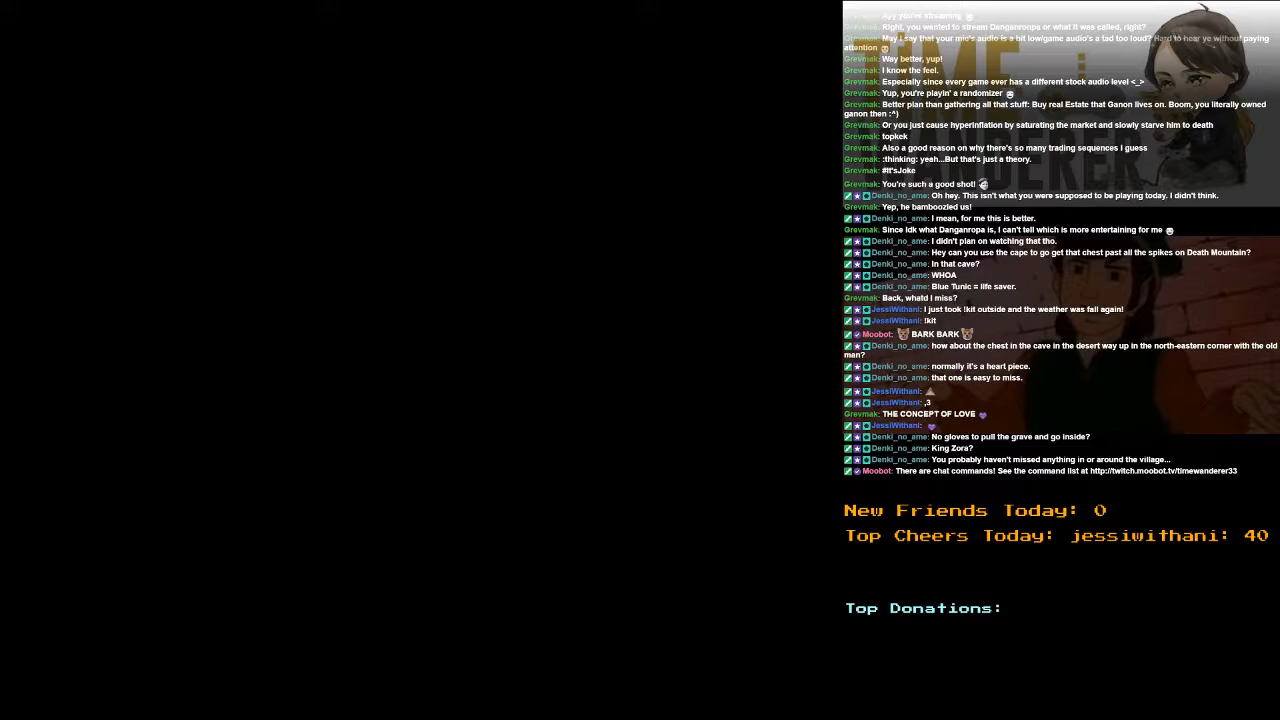 Grevmak: Ayy you've streaming
Grevmak: Right, you wanted to stream Danganronpa or what it was called, right?
Grevmak: May I say that your mic's audio is a bit low/game audio's a tad too loud? Hard to hear ye without paying
attention
Grevmak: Way better, yup!
Grevmak: I know the feel.
Grevmak: Especially since every game ever has a different stock audio level <_>
Grevmak: Yup, you're playin' a randomizer
Grevmak: Better plan than gathering all that stuff: Buy real Estate that Ganon lives on. Boom, you literally owned
ganon then :^)
Grevmak: Or you just cause hyperinflation by saturating the market and slowly starve him to death
Grevmak: topkek
Grevmak: Also a good reason on why there's so many trading sequences I guess
Grevmak: :thinking: yeah...But that's just a theory.
Grevmak: #It'sJoke
Grevmak: You're such a good shot!
Denki_no_ame: Oh hey. This isn't what you were supposed to be playing today. I didn't think.
Grevmak: Yep, he bamboozled us!
Denki_no_ame: I mean, for me this is better.
Grevmak: Since Idk what Danganropa is, I can't tell which is more entertaining for me
Denki_no_ame: I didn't plan on watching that tho.
Denki_no_ame: Hey can you use the cape to go get that chest past all the spikes on Death Mountain?
Denki_no_ame: In that cave?
Denki_no_ame: WHOA
Denki_no_ame: Blue Tunic = life saver.
Grevmak: Back, whatd I miss?
JessiWithani: I just took !kit outside and the weather was fall again!
JessiWithani: !kit
Moobot: BARK BARK
Denki_no_ame: how about the chest in the cave in the desert way up in the north-eastern corner with the old
man?
Denki_no_ame: normally it's a heart piece.
Denki_no_ame: that one is easy to miss.
JessiWithani:
JessiWithani: ,3
Grevmak: THE CONCEPT OF LOVE
JessiWithani:
Denki_no_ame: No gloves to pull the grave and go inside?
Denki_no_ame: King Zora?
Denki_no_ame: You probably haven't missed anything in or around the village...
Moobot: There are chat commands! See the command list at http://twitch.moobot.tv/timewanderer33
New Friends Today: 0
Top Cheers Today: jessiwithani: 40
Top Donations: